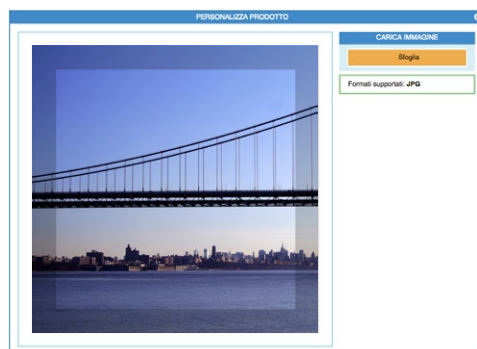 PERSONALIZZA PRODOTTO
CARICA IMMAGINE
Sfoglia
Formati supportati: JPG